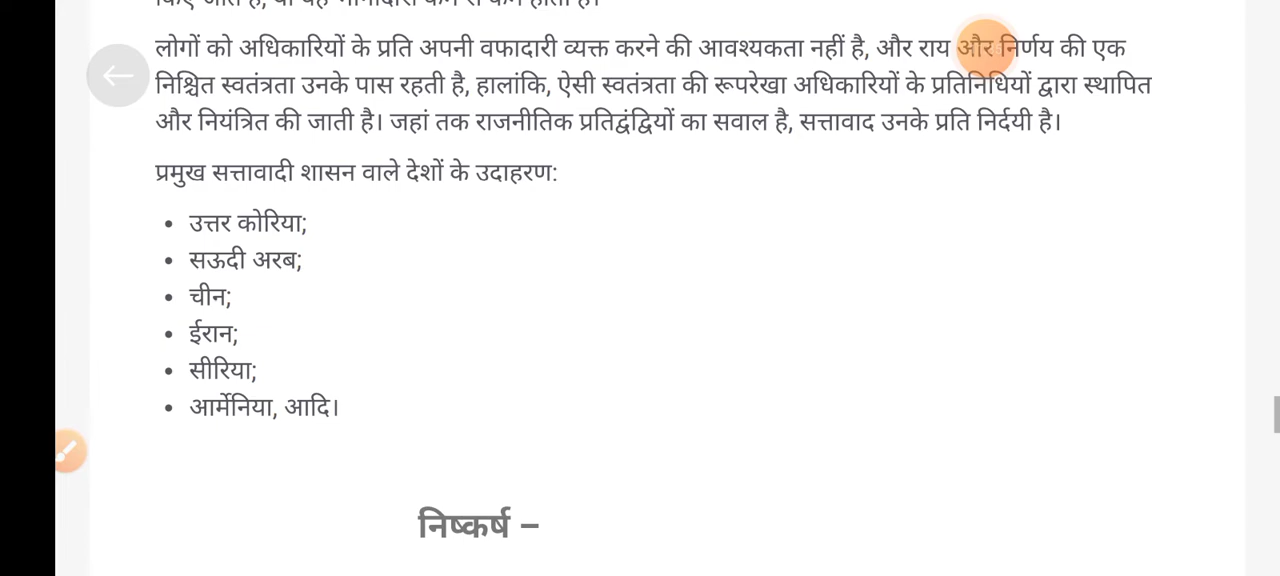 लोगों को अधिकारियों के प्रति अपनी वफादारी व्यक्त करने की आवश्यकता नहीं है, और राय और निर्णय की एक
निश्चित स्वतंत्रता उनके पास रहती है, हालांकि, ऐसी स्वतंत्रता की रूपरेखा अधिकारियों के प्रतिनिधियों द्वारा स्थापित
और नियंत्रित की जाती है। जहां तक राजनीतिक प्रतिद्वंद्वियों का सवाल है, सत्तावाद उनके प्रति निर्दयी है।
प्रमुख सत्तावादी शासन वाले देशों के उदाहरण:
• उत्तर कोरिया;
• सऊदी अरब;
• चीन;
• ईरान;
• सीरिया;
• आर्मेनिया, आदि।
निष्कर्ष –